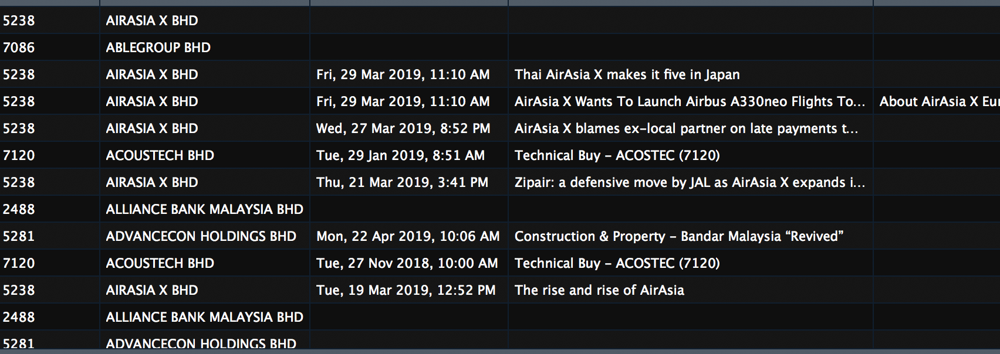 5238 AIRASIA X BHD
7086 ABLEGROUP BHD
5238 AIRASIA X BHD Fri, 29 Mar 2019, 11:10 AM Thai AirAsia X makes it five in Japan
5238 AIRASIA X BHD Fri, 29 Mar 2019, 11:10 AM AirAsia X Wants To Launch Airbus A330neo Flights To... About AirAsia X Eur
5238 AIRASIA X BHD Wed, 27 Mar 2019, 8:52 PM AirAsia X blames ex-local partner on late payments t...
7120 ACOUSTECH BHD Tue, 29 Jan 2019, 8:51 AM Technical Buy - ACOSTEC (7120)
5238 AIRASIA X BHD Thu, 21 Mar 2019, 3:41 PM Zipair: a defensive move by JAL as AirAsia X expands i...
2488 ALLIANCE BANK MALAYSIA BHD
5281 ADVANCECON HOLDINGS BHD Mon, 22 Apr 2019, 10:06 AM Construction & Property - Bandar Malaysia “Revived”
7120 ACOUSTECH BHD Tue, 27 Nov 2018, 10:00 AM Technical Buy - ACOSTEC (7120)
5238 AIRASIA X BHD Tue, 19 Mar 2019, 12:52 PM The rise and rise of AirAsia
2488 ALLIANCE BANK MALAYSIA BHD
5281 ADVANCECON HOLDINGS BHD